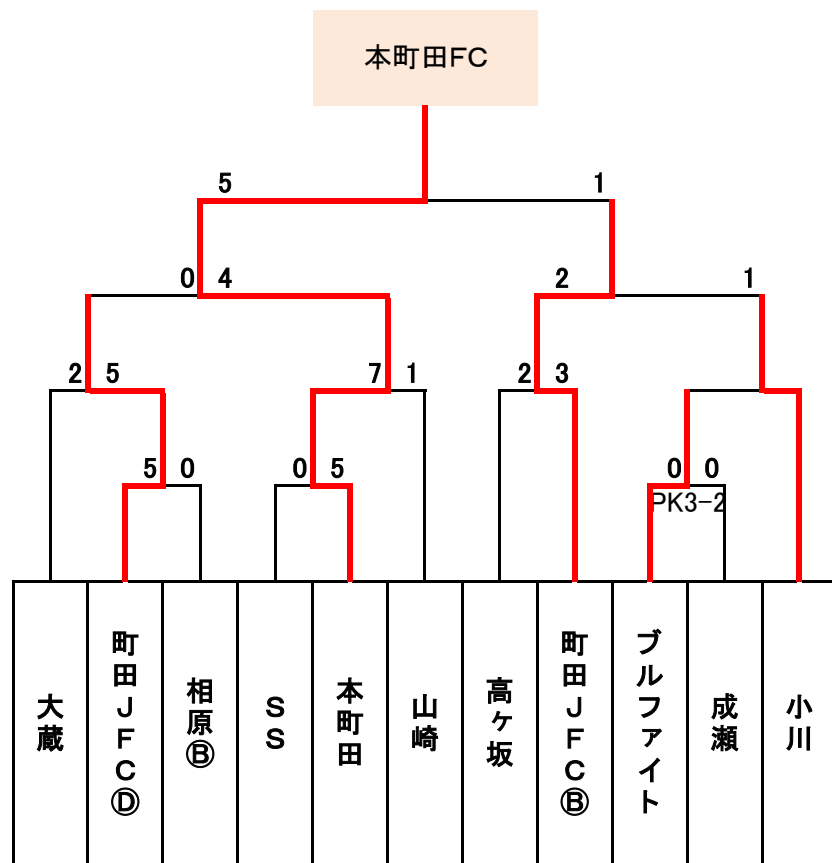 本町田FC
5 1
0 4 2 1
2 5 7 1 2 3
5 0 0 5 0 0
PK3-2
大蔵
町田JFCⒹ
相原Ⓑ
SS
本町田
山崎
高ヶ坂
町田JFCⒷ
ブルファイト
成瀬
小川